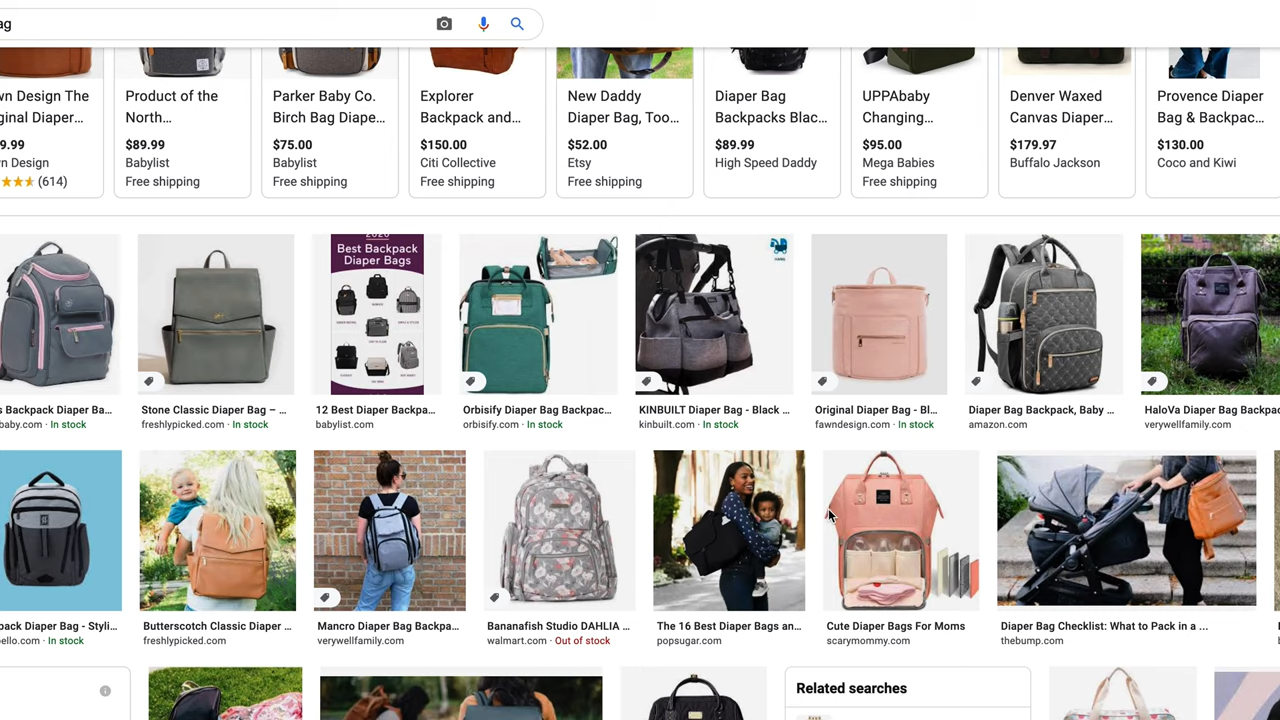 ag
wn Design The
ginal Diaper...
9.99
n Design
(614)
Product of the
North...
$89.99
Babylist
Free shipping
Parker Baby Co.
Birch Bag Diape...
$75.00
Babylist
Free shipping
Explorer
Backpack and...
$150.00
Citi Collective
Free shipping
New Daddy
Diaper Bag, Too...
$52.00
Etsy
Free shipping
Diaper Bag
Backpacks Blac...
$89.99
High Speed Daddy
UPPAbaby
Changing...
$95.00
Mega Babies
Free shipping
Denver Waxed
Canvas Diaper...
$179.97
Buffalo Jackson
Provence Diaper
Bag & Backpac...
$130.00
Coco and Kiwi
2020
Best Backpack
Diaper Bags
s Backpack Diaper Ba...
baby.com · In stock
Stone Classic Diaper Bag – ...
freshlypicked.com · In stock
12 Best Diaper Backpa...
babylist.com
Orbisify Diaper Bag Backpac...
orbisify.com · In stock
KINBUILT Diaper Bag - Black ...
kinbuilt.com · In stock
Original Diaper Bag - Bl...
fawndesign.com · In stock
Diaper Bag Backpack, Baby ...
amazon.com
HaloVa Diaper Bag Backpac
verywellfamily.com
pack Diaper Bag - Styli...
ello.com · In stock
Butterscotch Classic Diaper ...
freshlypicked.com
Mancro Diaper Bag Backpa...
verywellfamily.com
Bananafish Studio DAHLIA ...
walmart.com · Out of stock
The 16 Best Diaper Bags an...
popsugar.com
Cute Diaper Bags For Moms
scarymommy.com
Diaper Bag Checklist: What to Pack in a ...
thebump.com
Related searches